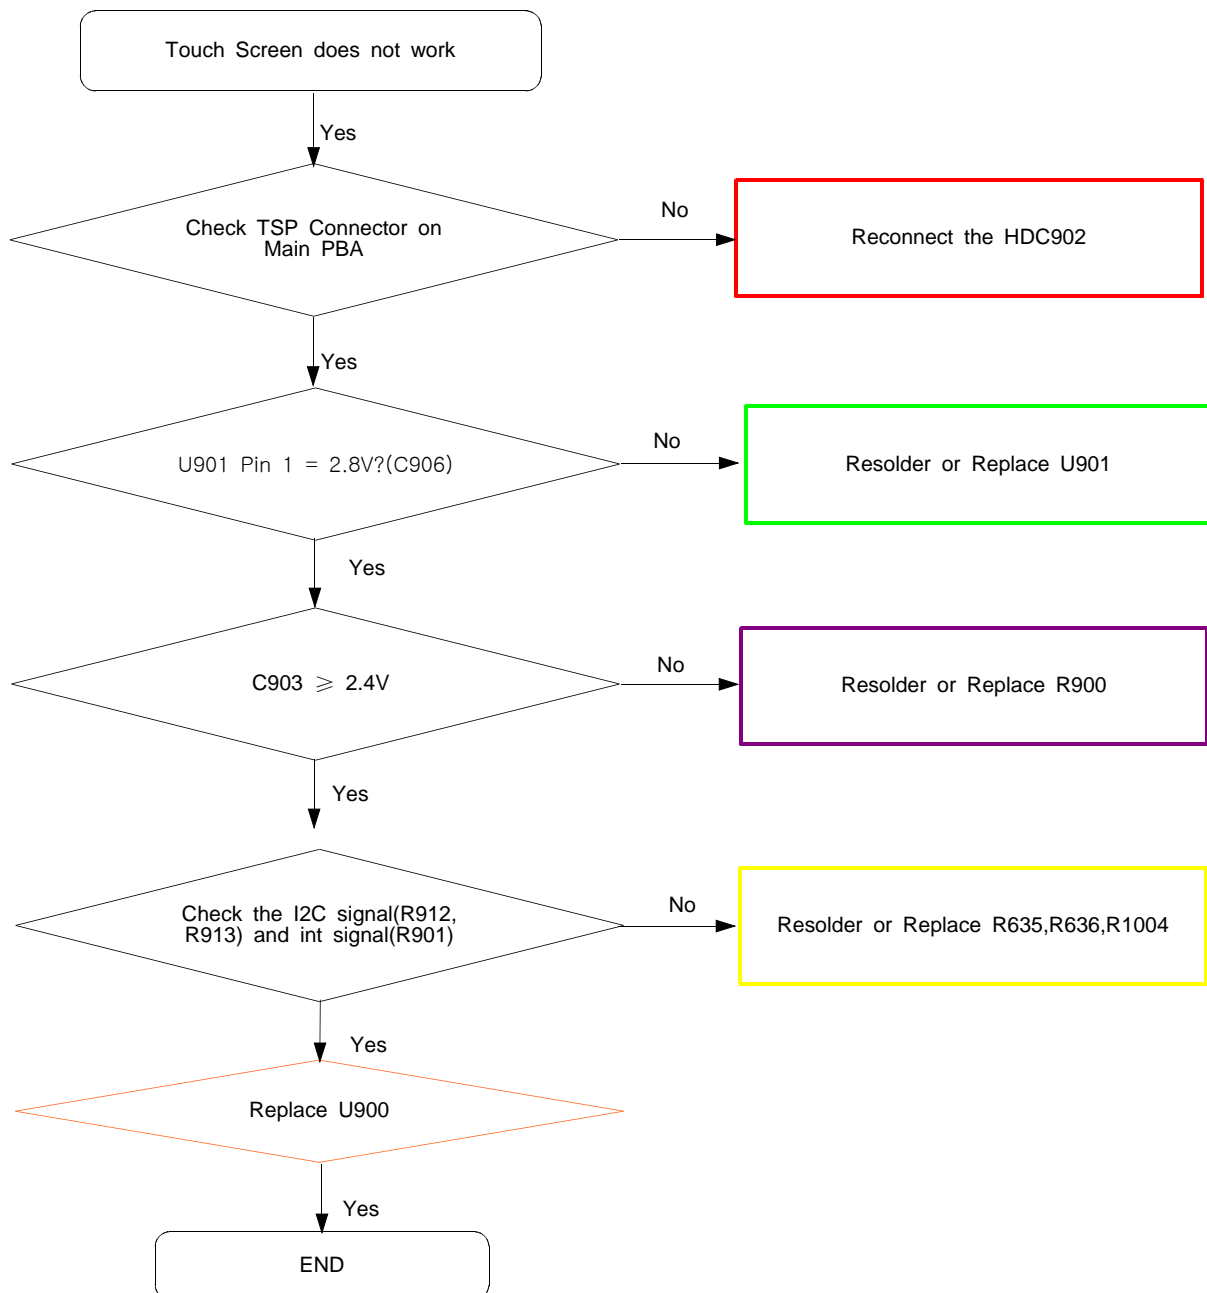 Touch Screen does not work
Yes
Check TSP Connector on
Main PBA
No
Reconnect the HDC902
Yes
U901 Pin 1 = 2.8V?(C906)
No
Resolder or Replace U901
Yes
C903 ≥ 2.4V
No
Resolder or Replace R900
Yes
Check the I2C signal(R912,
R913) and int signal(R901)
No
Resolder or Replace R635,R636,R1004
Yes
Replace U900
Yes
END